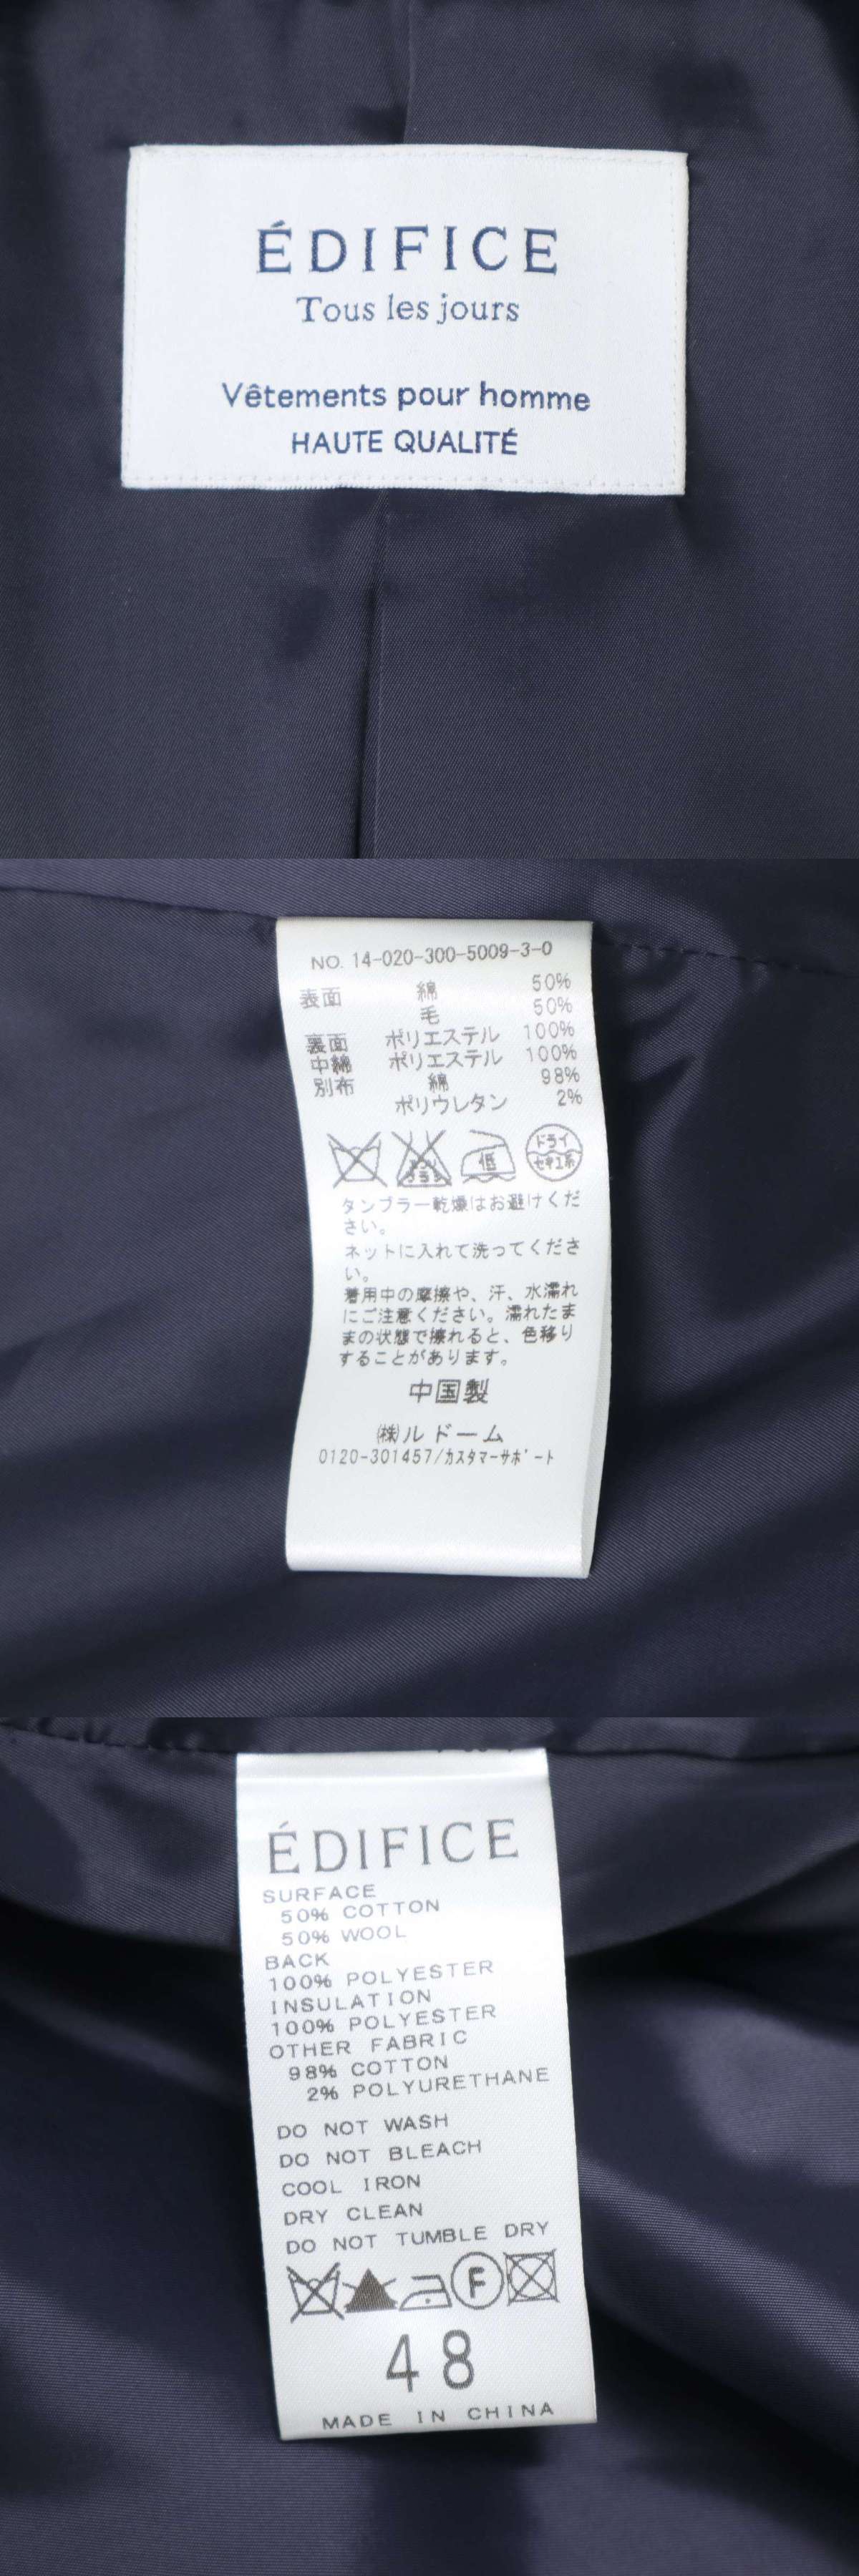 ÉDIFICE
Tous les jours
Vêtements pour homme
HAUTE QUALITÉ
NO. 14-020-300-5009-3-0
表面 綿 50%
毛 50%
裏面 ポリエステル 100%
中綿 ポリエステル 100%
別布 綿 98%
ポリウレタン 2%
エンソ サラシ 低 ドライ セキユ系
タンブラー乾燥はお避けくだ
さい。
ネットに入れて洗ってくださ
い。
着用中の摩擦や、汗、水濡れ
にご注意ください。濡れたま
まの状態で擦れると、色移り
することがあります。
中国製
㈱ルドーム
0120-301457/カスタマーサポート
ÉDIFICE
SURFACE
50% COTTON
50% WOOL
BACK
100% POLYESTER
INSULATION
100% POLYESTER
OTHER FABRIC
98% COTTON
2% POLYURETHANE
DO NOT WASH
DO NOT BLEACH
COOL IRON
DRY CLEAN
DO NOT TUMBLE DRY
F
48
MADE IN CHINA